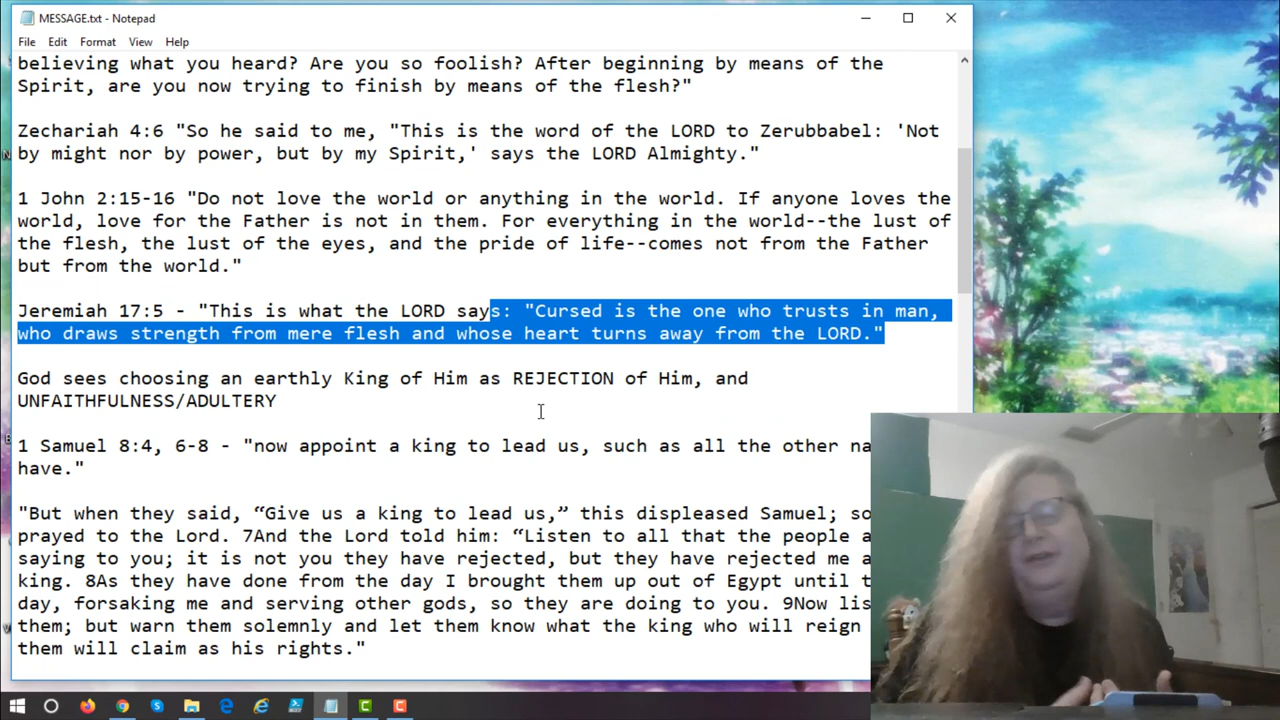 MESSAGE.txt - Notepad
File Edit Format View Help
believing what you heard? Are you so foolish? After beginning by means of the
Spirit, are you now trying to finish by means of the flesh?"
Zechariah 4:6 "So he said to me, "This is the word of the LORD to Zerubbabel: 'Not
by might nor by power, but by my Spirit,' says the LORD Almighty."
1 John 2:15-16 "Do not love the world or anything in the world. If anyone loves the
world, love for the Father is not in them. For everything in the world--the lust of
the flesh, the lust of the eyes, and the pride of life--comes not from the Father
but from the world."
Jeremiah 17:5 - "This is what the LORD says: "Cursed is the one who trusts in man,
who draws strength from mere flesh and whose heart turns away from the LORD."
God sees choosing an earthly King of Him as REJECTION of Him, and
UNFAITHFULNESS/ADULTERY
1 Samuel 8:4, 6-8 - "now appoint a king to lead us, such as all the other na
have."
"But when they said, “Give us a king to lead us,” this displeased Samuel; so
prayed to the Lord. 7And the Lord told him: “Listen to all that the people a
saying to you; it is not you they have rejected, but they have rejected me a
king. 8As they have done from the day I brought them up out of Egypt until t
day, forsaking me and serving other gods, so they are doing to you. 9Now lis
them; but warn them solemnly and let them know what the king who will reign
them will claim as his rights."